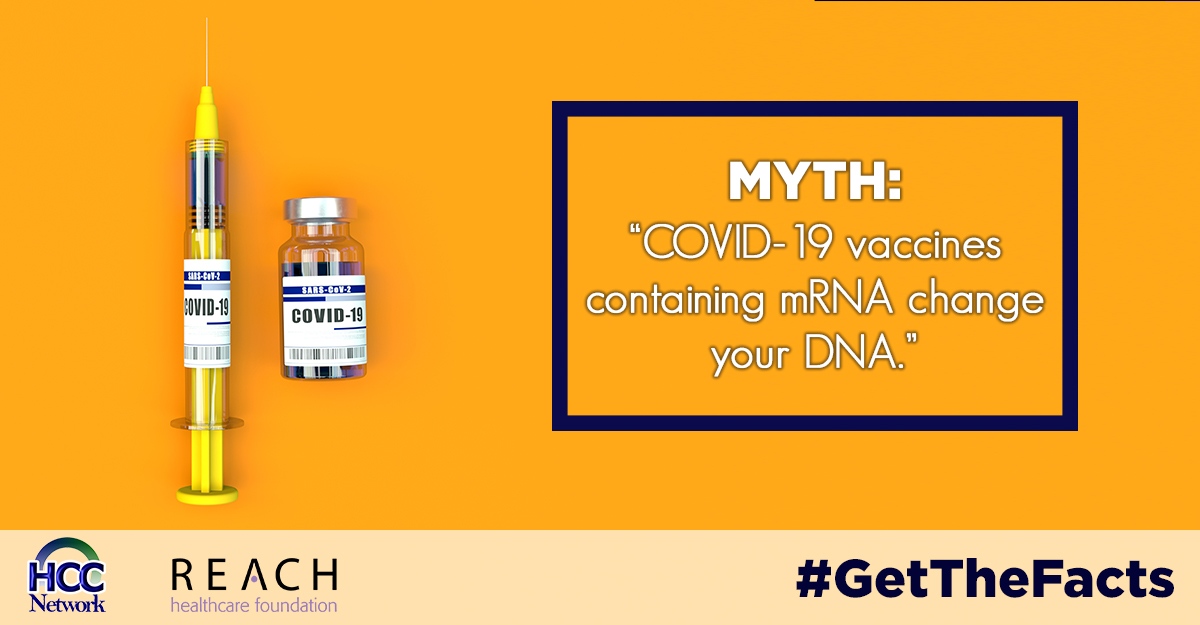 SARS-CoV-2
COVID-19
SARS-CoV-2
COVID-19
MYTH:
“COVID-19 vaccines
containing mRNA change
your DNA.”
HCC
Network
REACH
healthcare foundation
#GetTheFacts